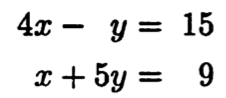 4x − y = 15
x + 5y = 9